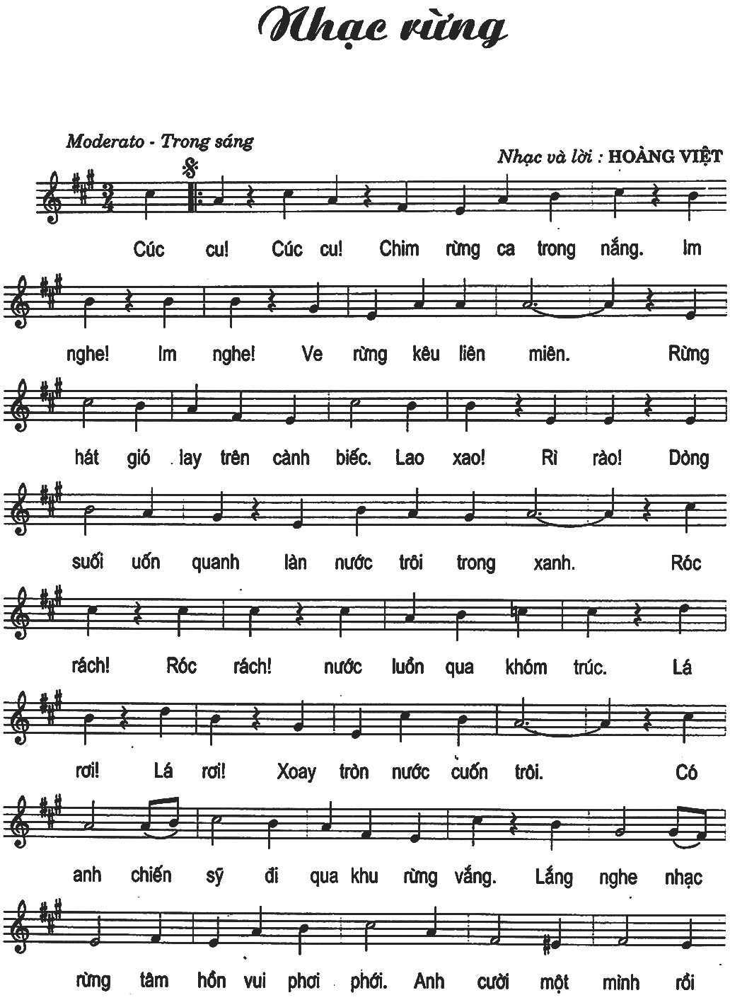 Nhạc rừng
Moderato - Trong sáng
Nhạc và lời : HOÀNG VIỆT
3
4
Cúc cu! Cúc cu! Chim rừng ca trong nắng. Im
nghe! Im nghe! Ve rừng kêu liên miên. Rừng
hát gió lay trên cành biếc. Lao xao! Rì rào! Dòng
suối uốn quanh làn nước trôi trong xanh. Róc
rách! Róc rách! nước luồn qua khóm trúc. Lá
rơi! Lá rơi! Xoay tròn nước cuốn trôi. Có
anh chiến sỹ đi qua khu rừng vắng. Lắng nghe nhạc
rừng tâm hồn vui phơi phới. Anh cười một mình rồi